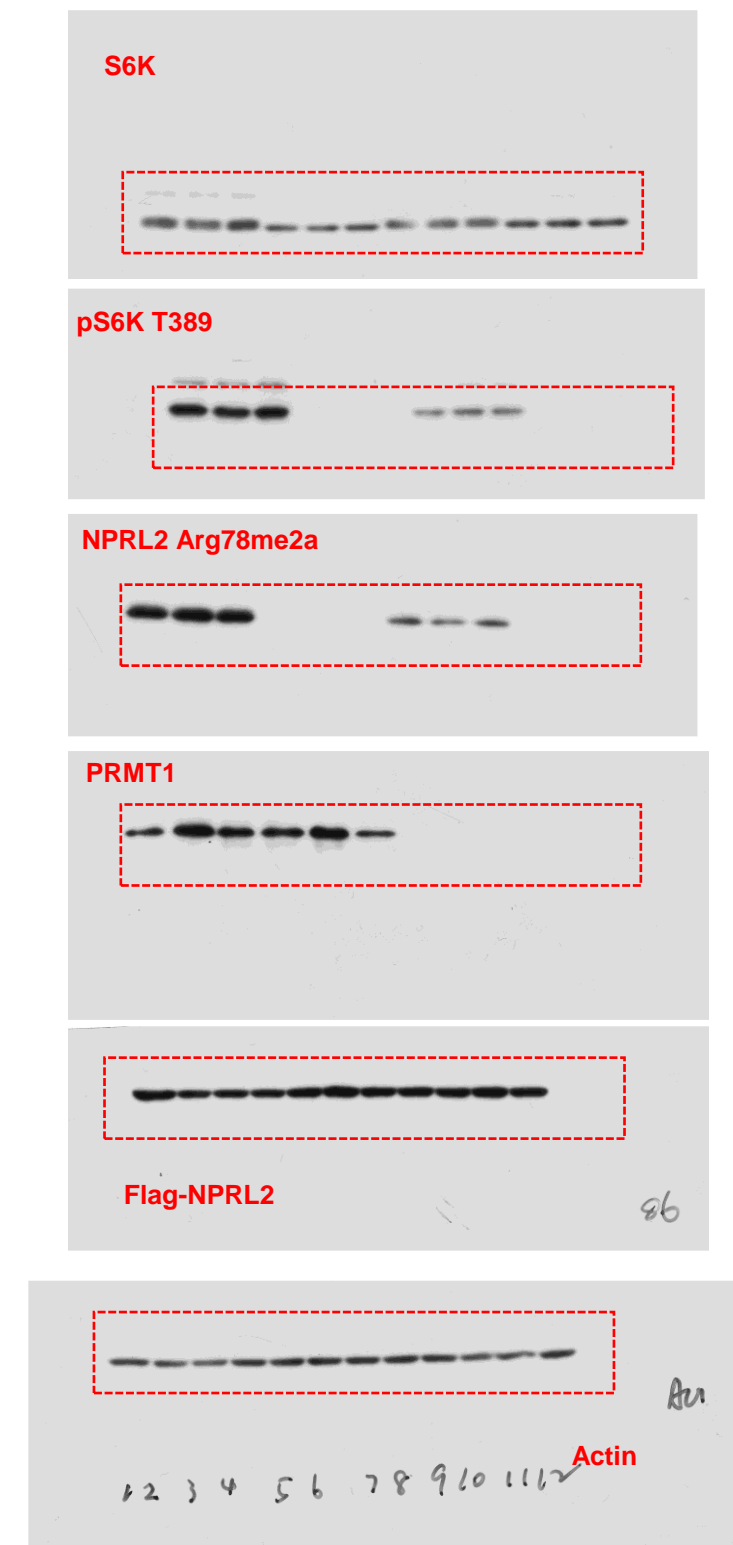 S6K
pS6K T389
NPRL2 Arg78me2a
PRMT1
Flag-NPRL2
86
Actin
1 2 3 4 5 6 7 8 9 10 11 12